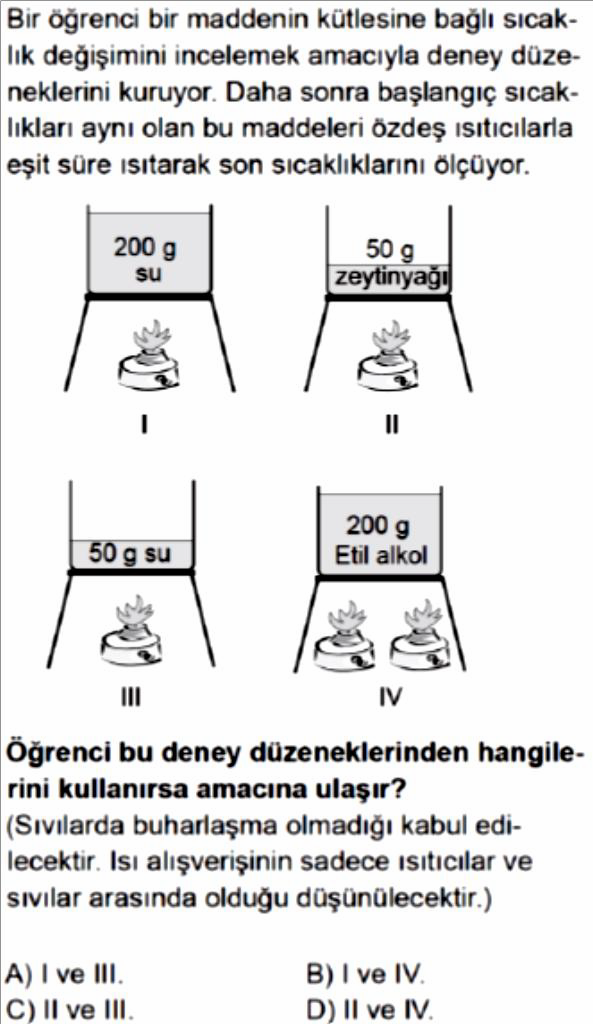 Bir öğrenci bir maddenin kütlesine bağlı sıcak-
lık değişimini incelemek amacıyla deney düze-
neklerini kuruyor. Daha sonra başlangıç sıcak-
lıkları aynı olan bu maddeleri özdeş ısıtıcılarla
eşit süre ısıtarak son sıcaklıklarını ölçüyor.
200 g
su
50 g
zeytinyağı
I
II
50 g su
200 g
Etil alkol
III
IV
Öğrenci bu deney düzeneklerinden hangile-
rini kullanırsa amacına ulaşır?
(Sıvılarda buharlaşma olmadığı kabul edi-
lecektir. Isı alışverişinin sadece ısıtıcılar ve
sıvılar arasında olduğu düşünülecektir.)
A) I ve III.
B) I ve IV.
C) II ve III.
D) II ve IV.